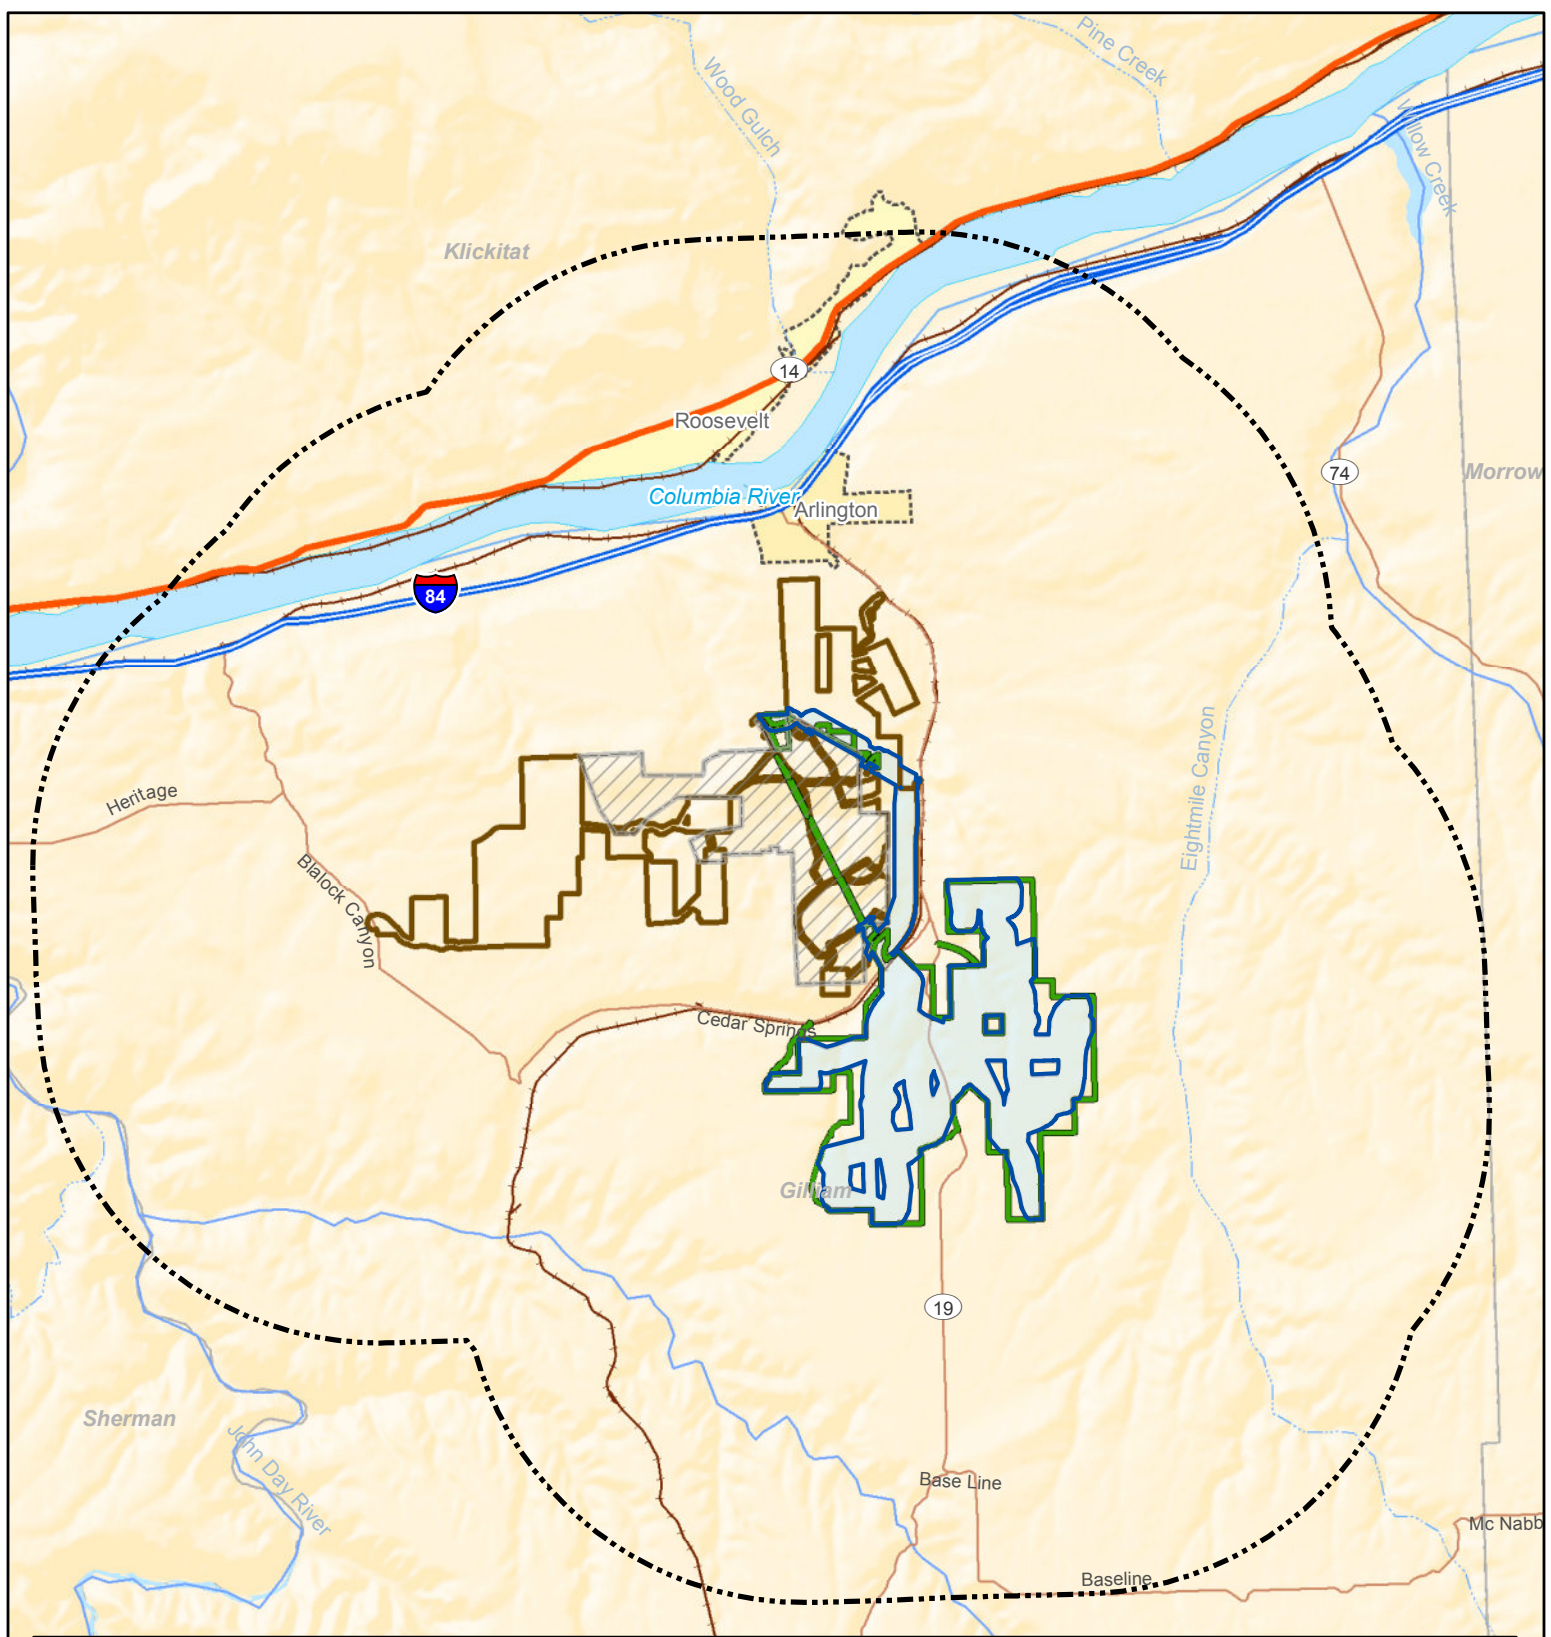 Pine Creek
Wood Gulch
Willow Creek
Klickitat
14
Roosevelt
74
Morrow
Columbia River
Arlington
84
Eightmile Canyon
Heritage
Blalock Canyon
Cedar Springs
Gilliam
19
Sherman
John Day River
Base Line
Mc Nabb
Baseline